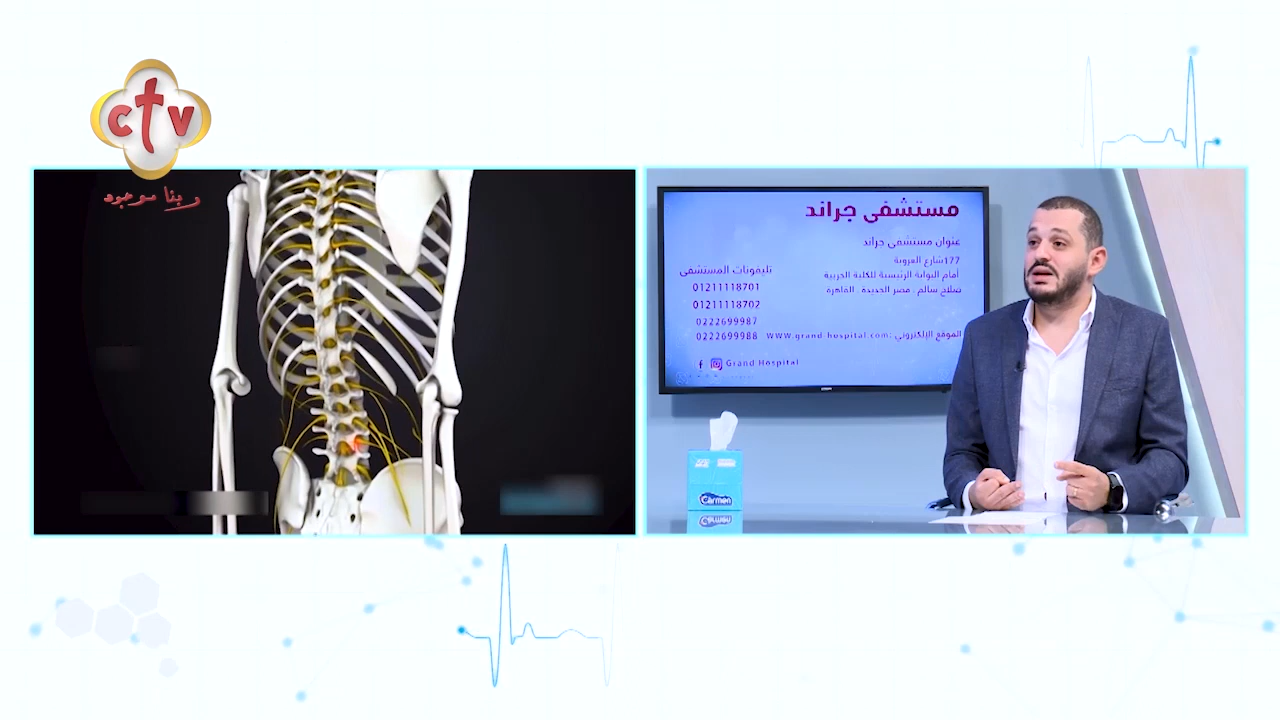 ctv
ربنا موجود
مستشفى جراند
عنوان مستشفى جراند
177شارع العروبة
أمام البوابة الرئيسية للكلية الحربية
صلاح سالم . مصر الجديدة . القاهرة
تليفونات المستشفى
01211118701
01211118702
0222699987
0222699988
الموقع الإلكتروني :www.grand-hospital.com
Grand Hospital
Carmen